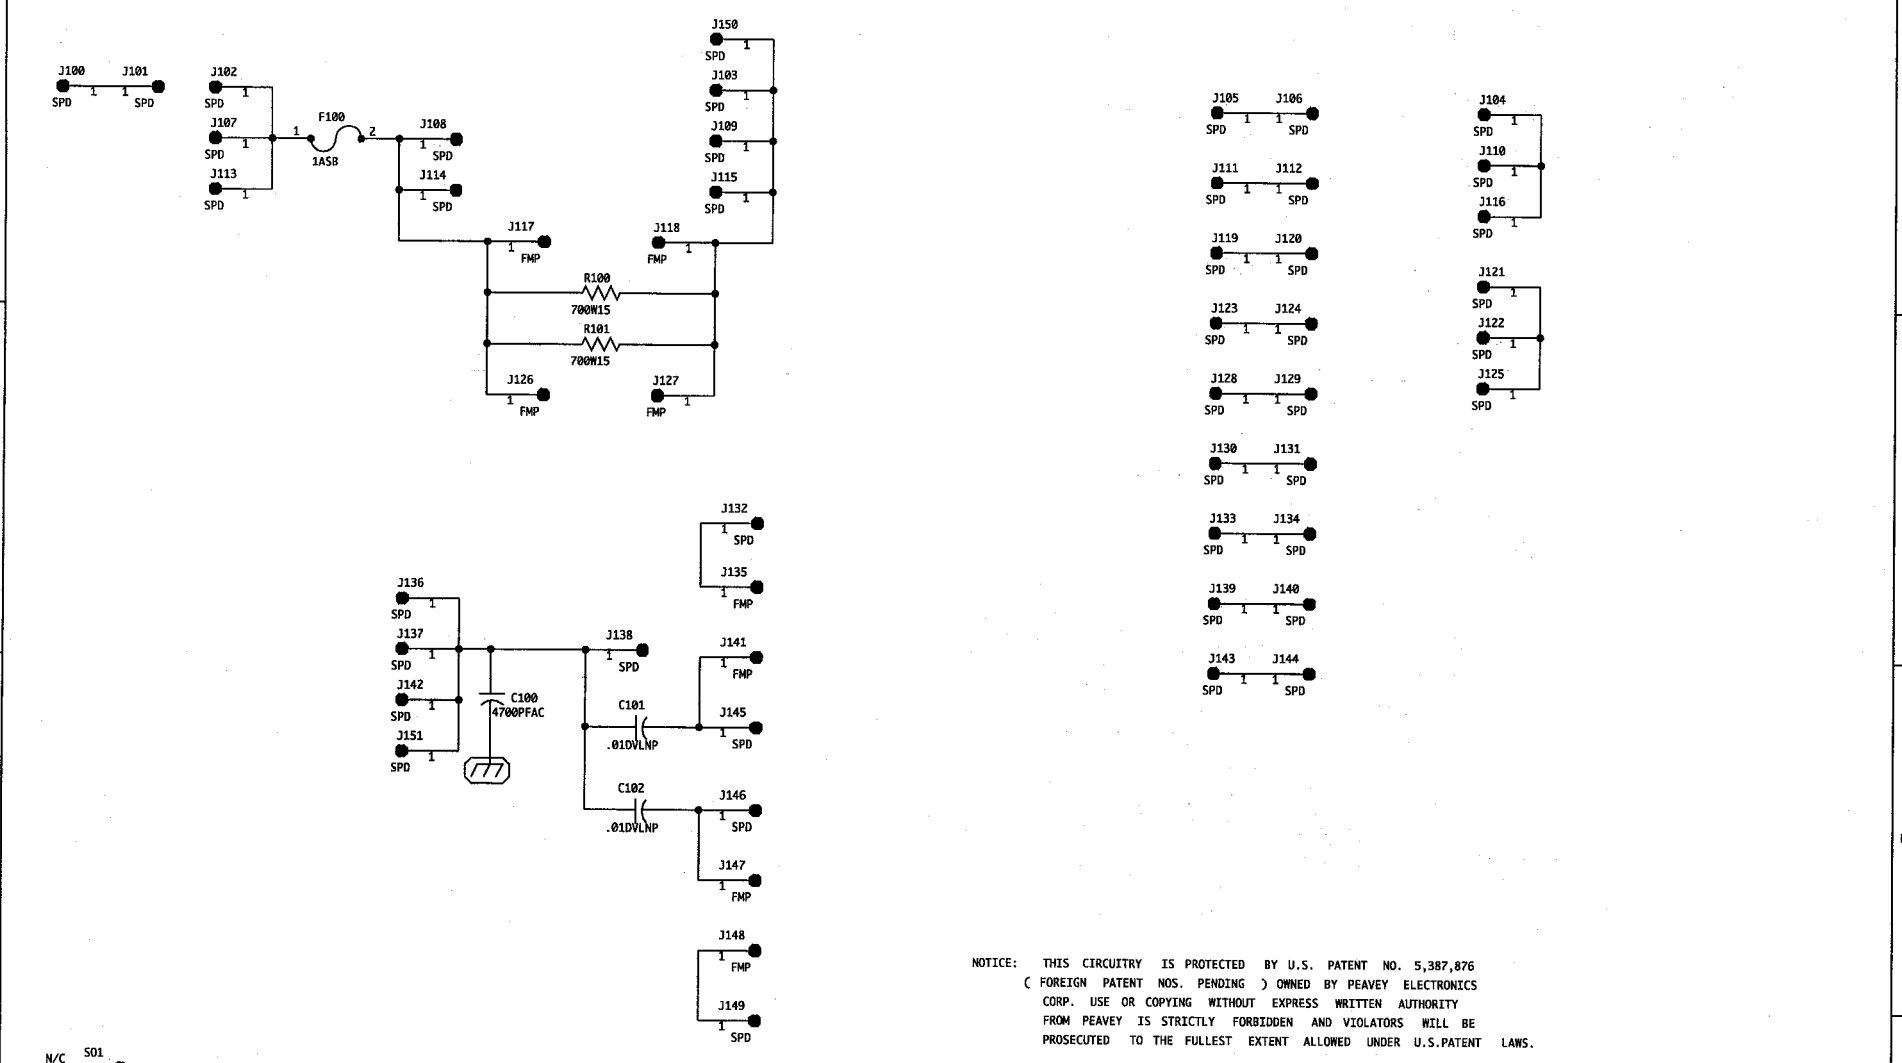 J150
1
SPD
J100 J101
1 1
SPD SPD
J102
1
SPD
J103
1
SPD
J107
1
SPD
F100
1 2
1ASB
J108
1
SPD
J109
1
SPD
J113
1
SPD
J114
1
SPD
J115
1
SPD
J117
1
FMP
J118
1
FMP
R100
700W15
R101
700W15
J126
1
FMP
J127
1
FMP
J105 J106
1 1
SPD SPD
J111 J112
1 1
SPD SPD
J119 J120
1 1
SPD SPD
J123 J124
1 1
SPD SPD
J128 J129
1 1
SPD SPD
J130 J131
1 1
SPD SPD
J133 J134
1 1
SPD SPD
J139 J140
1 1
SPD SPD
J143 J144
1 1
SPD SPD
J104
1
SPD
J110
1
SPD
J116
1
SPD
J121
1
SPD
J122
1
SPD
J125
1
SPD
J132
1
SPD
J135
1
FMP
J136
1
SPD
J137
1
SPD
J138
1
SPD
J141
1
FMP
J142
1
SPD
C100
4700PFAC
C101
.01DVLNP
J145
1
SPD
J151
1
SPD
C102
.01DVLNP
J146
1
SPD
J147
1
FMP
J148
1
FMP
J149
1
SPD
NOTICE: THIS CIRCUITRY IS PROTECTED BY U.S. PATENT NO. 5,387,876
( FOREIGN PATENT NOS. PENDING ) OWNED BY PEAVEY ELECTRONICS
CORP. USE OR COPYING WITHOUT EXPRESS WRITTEN AUTHORITY
FROM PEAVEY IS STRICTLY FORBIDDEN AND VIOLATORS WILL BE
PROSECUTED TO THE FULLEST EXTENT ALLOWED UNDER U.S.PATENT LAWS.
N/C SO1